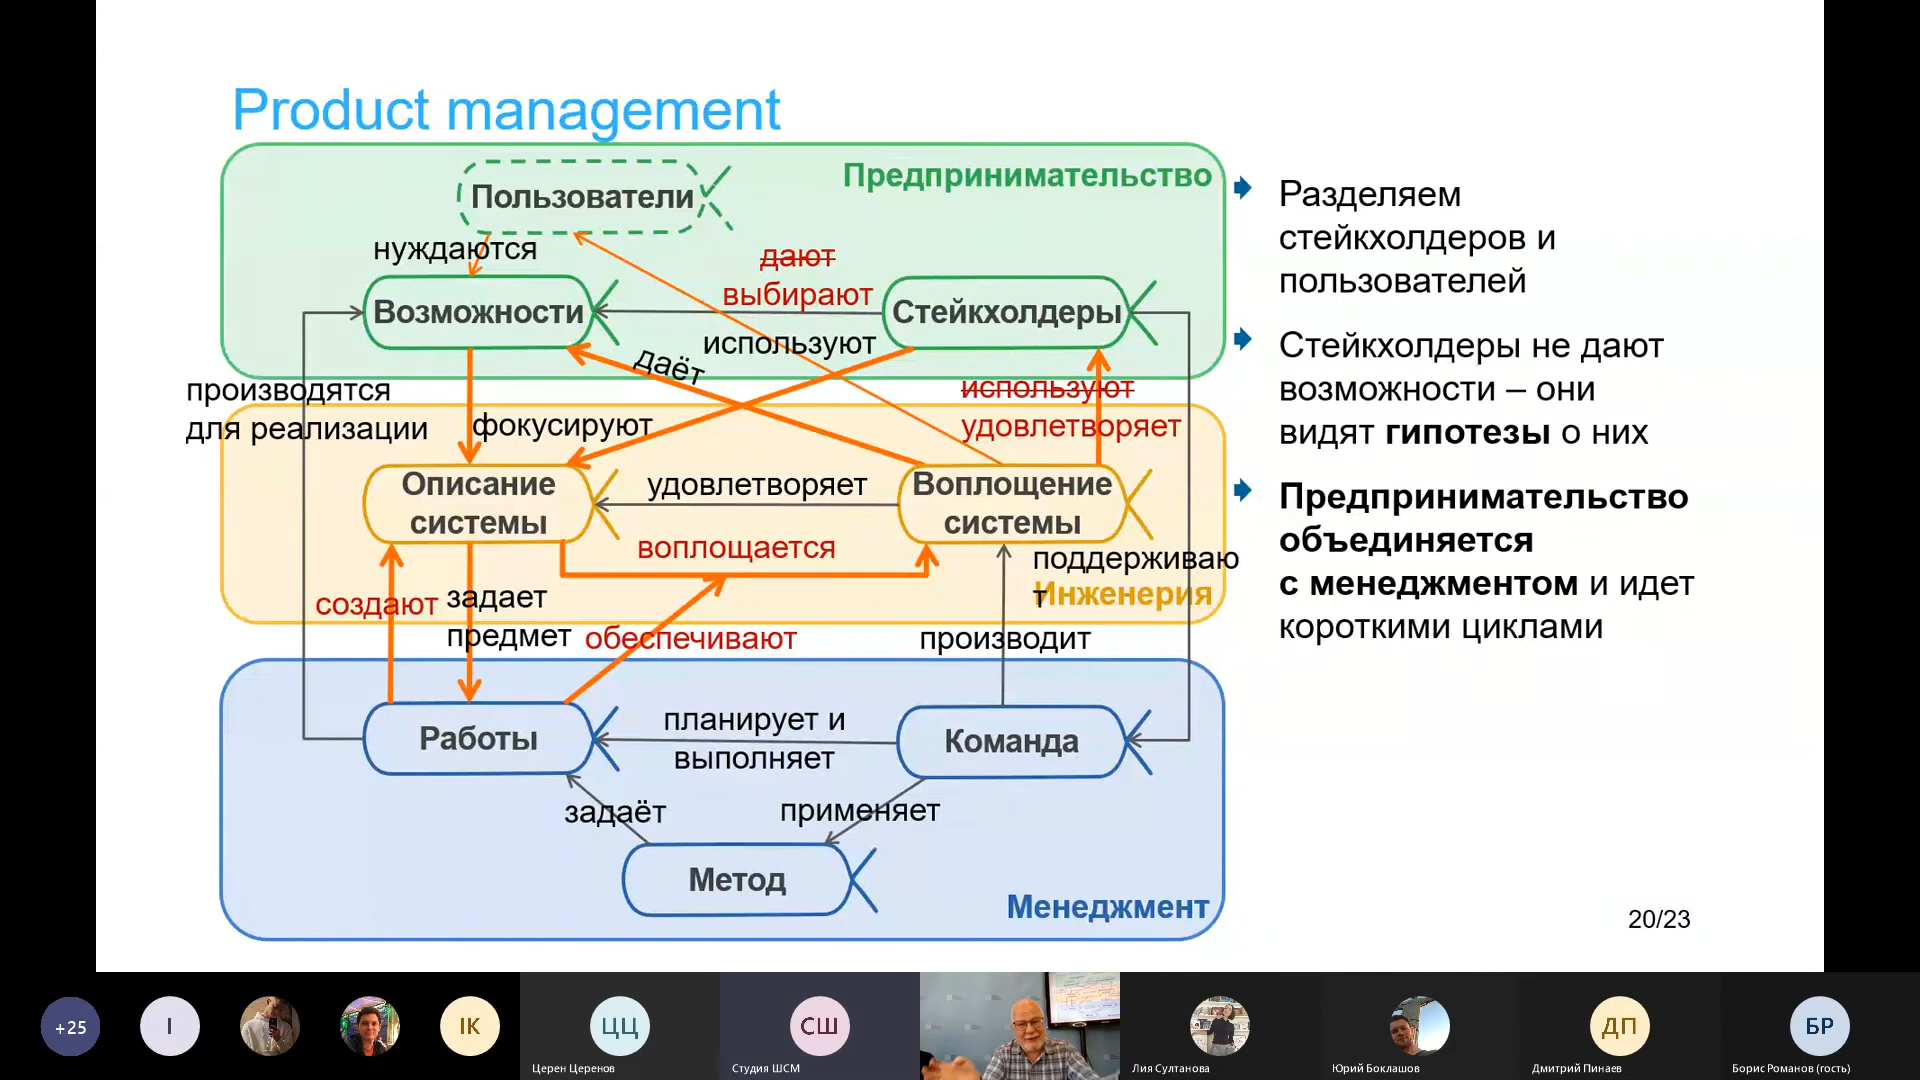 Product management
Предпринимательство
Пользователи
нуждаются
дают
выбирают
Возможности
Стейкхолдеры
используют
даёт
производятся
для реализации
фокусируют
используют
удовлетворяет
Описание
системы
удовлетворяет
Воплощение
системы
воплощается
поддерживаю
т
Инженерия
создают
задает
предмет
обеспечивают
производит
Работы
планирует и
выполняет
Команда
задаёт
применяет
Метод
Менеджмент
Разделяем
стейкхолдеров и
пользователей
Стейкхолдеры не дают
возможности – они
видят гипотезы о них
Предпринимательство
объединяется
с менеджментом и идет
короткими циклами
20/23
+25
I
ІК
ЦЦ
Церен Церенов
СШ
Студия ШСМ
Лия Султанова
Юрий Боклашов
ДП
Дмитрий Пинаев
БР
Борис Романов (гость)